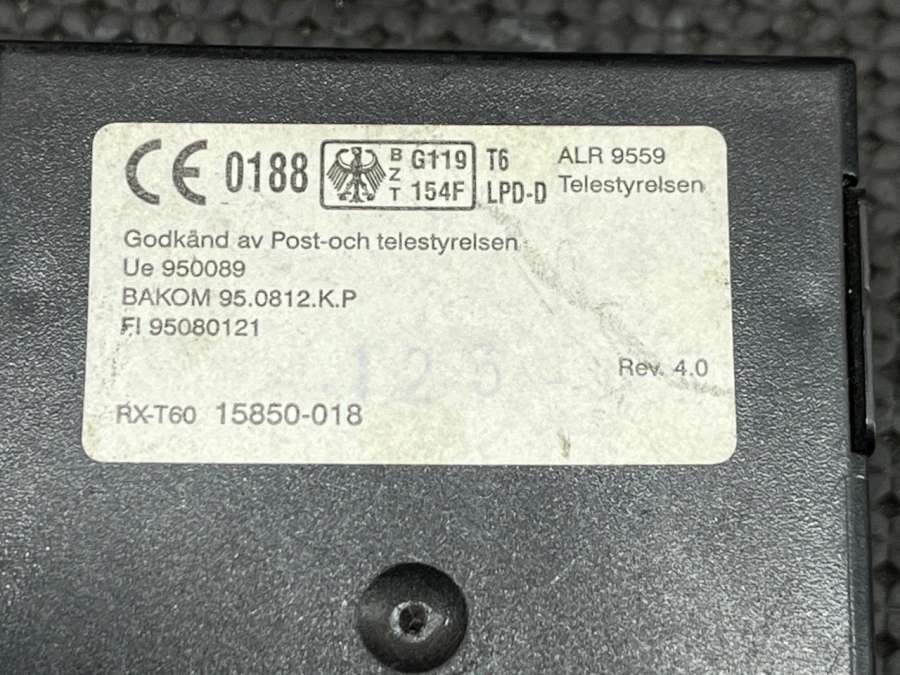 CE 0188 BZT G119 154F T6 LPD-D
ALR 9559
Telestyrelsen
Godkänd av Post-och telestyrelsen
Ue 950089
BAKOM 95.0812.K.P
FI 95080121
Rev. 4.0
RX-T60 15850-018